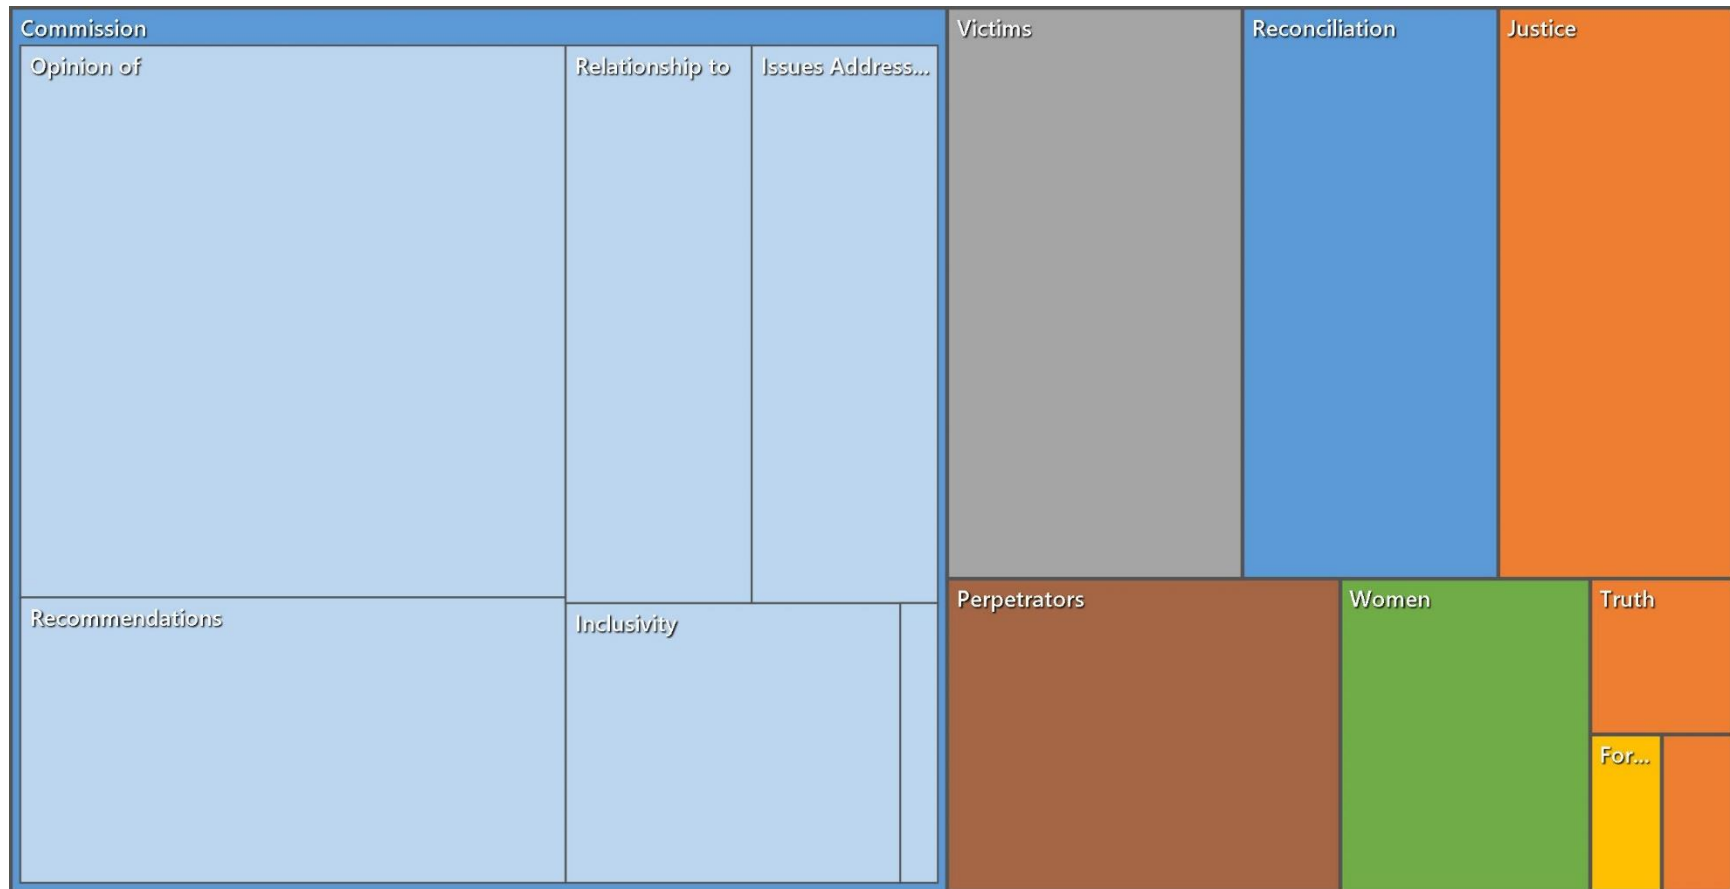 Commission
Opinion of
Relationship to
Issues Address...
Recommendations
Inclusivity
Victims
Reconciliation
Justice
Perpetrators
Women
Truth
For...